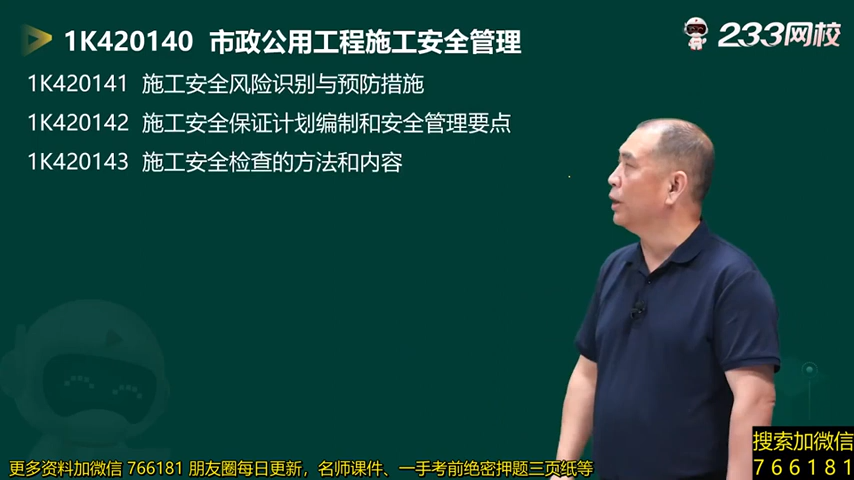 1K420140 市政公用工程施工安全管理
233网校
1K420141 施工安全风险识别与预防措施
1K420142 施工安全保证计划编制和安全管理要点
1K420143 施工安全检查的方法和内容
搜索加微信
766181
更多资料加微信 766181 朋友圈每日更新，名师课件、一手考前绝密押题三页纸等